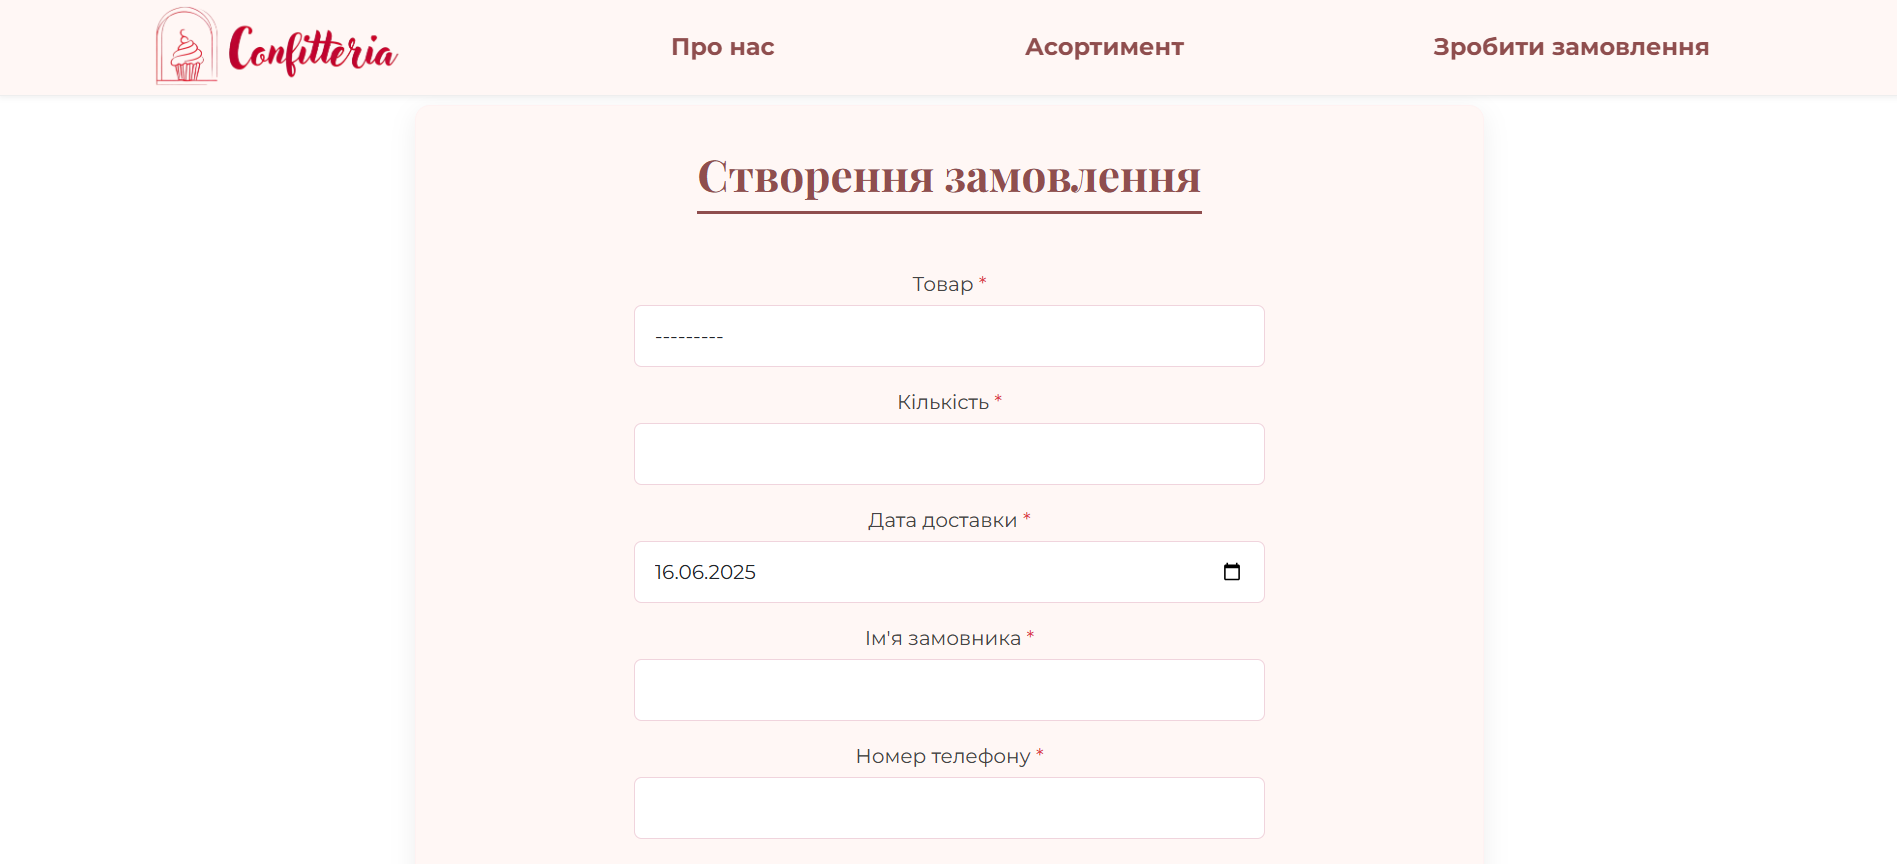 Confitteria
Про нас
Асортимент
Зробити замовлення
Створення замовлення
Товар *
---------
Кількість *
Дата доставки *
16.06.2025
Ім'я замовника *
Номер телефону *